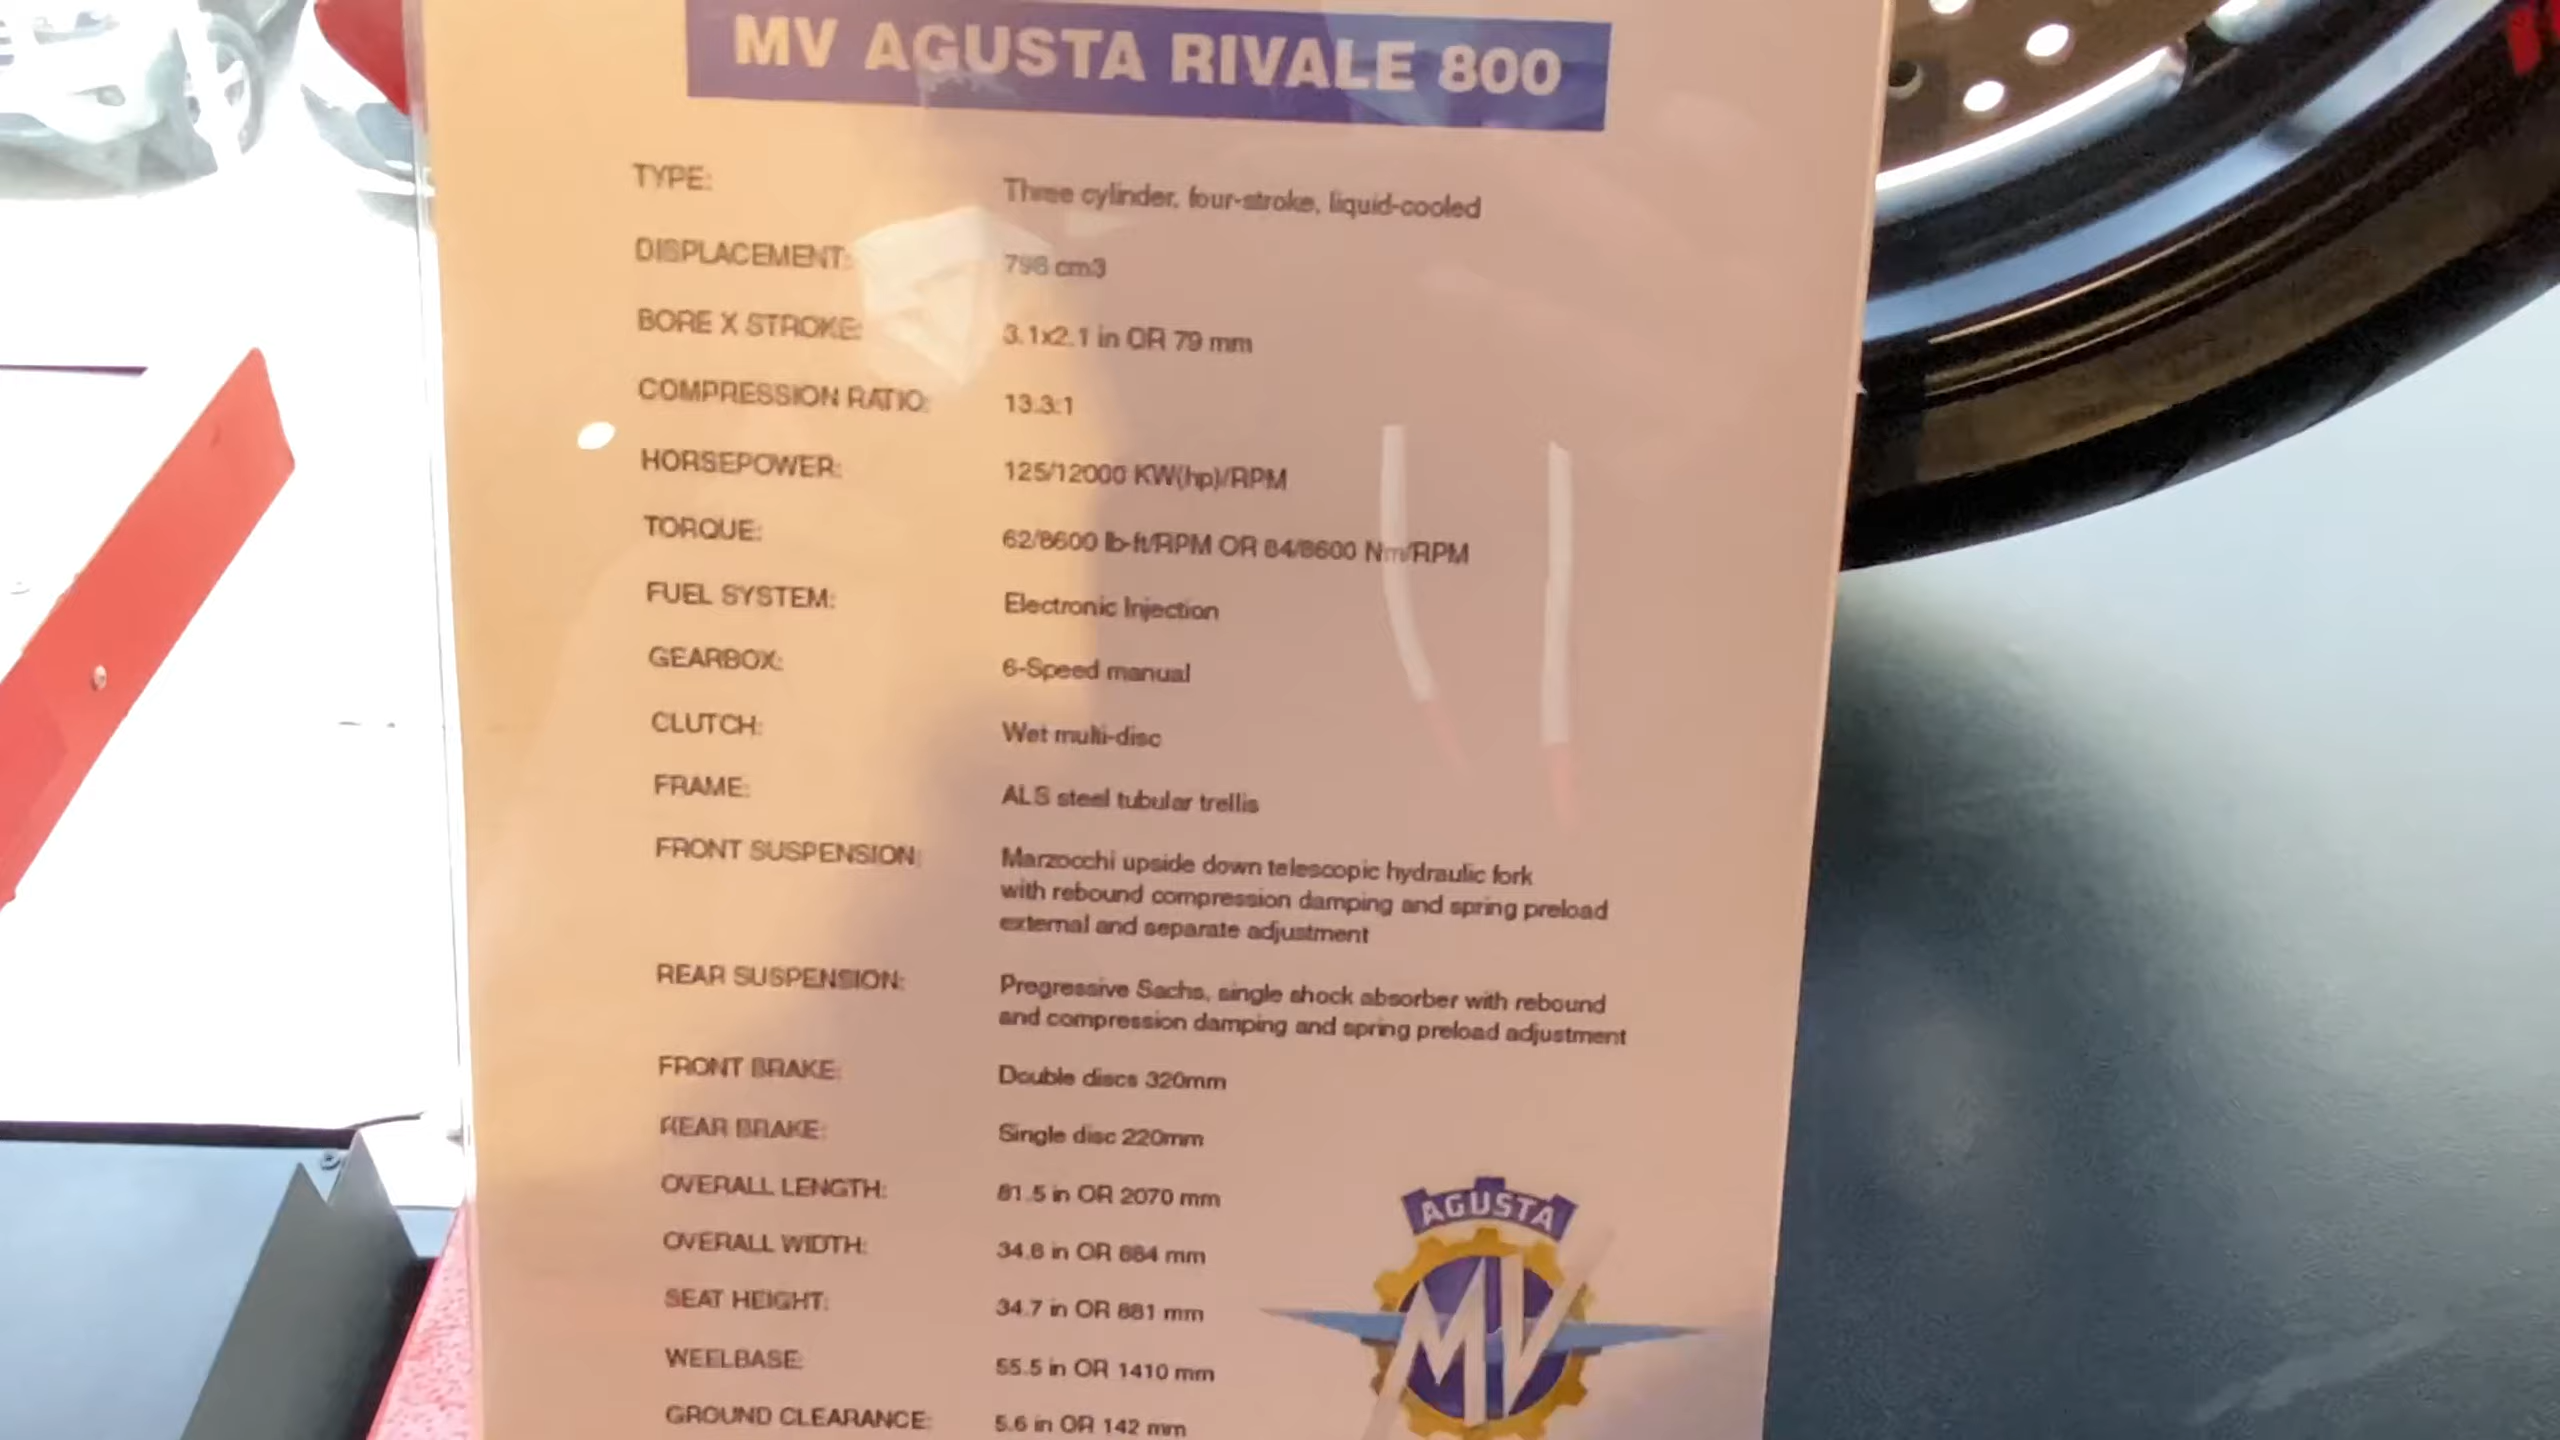 MV AGUSTA RIVALE 800
TYPE: Three cylinder, four-stroke, liquid-cooled
DISPLACEMENT: 798 cm3
BORE X STROKE: 3.1x2.1 in OR 79 mm
COMPRESSION RATIO: 13.3:1
HORSEPOWER: 125/12000 KW(hp)/RPM
TORQUE: 62/8600 lb-ft/RPM OR 84/8600 Nm/RPM
FUEL SYSTEM: Electronic Injection
GEARBOX: 6-Speed manual
CLUTCH: Wet multi-disc
FRAME: ALS steel tubular trellis
FRONT SUSPENSION: Marzocchi upside down telescopic hydraulic fork
with rebound compression damping and spring preload
external and separate adjustment
REAR SUSPENSION: Progressive Sachs, single shock absorber with rebound
and compression damping and spring preload adjustment
FRONT BRAKE: Double discs 320mm
REAR BRAKE: Single disc 220mm
OVERALL LENGTH: 81.5 in OR 2070 mm
OVERALL WIDTH: 34.8 in OR 884 mm
SEAT HEIGHT: 34.7 in OR 881 mm
WEELBASE: 55.5 in OR 1410 mm
GROUND CLEARANCE: 5.6 in OR 142 mm
AGUSTA
MV